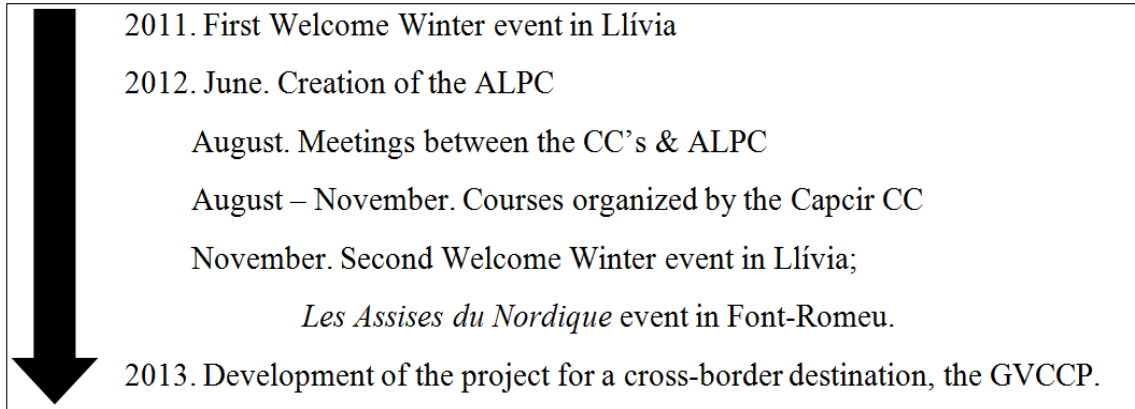 2011. First Welcome Winter event in Llívia
2012. June. Creation of the ALPC
August. Meetings between the CC’s & ALPC
August – November. Courses organized by the Capcir CC
November. Second Welcome Winter event in Llívia;
Les Assises du Nordique event in Font-Romeu.
2013. Development of the project for a cross-border destination, the GVCCP.